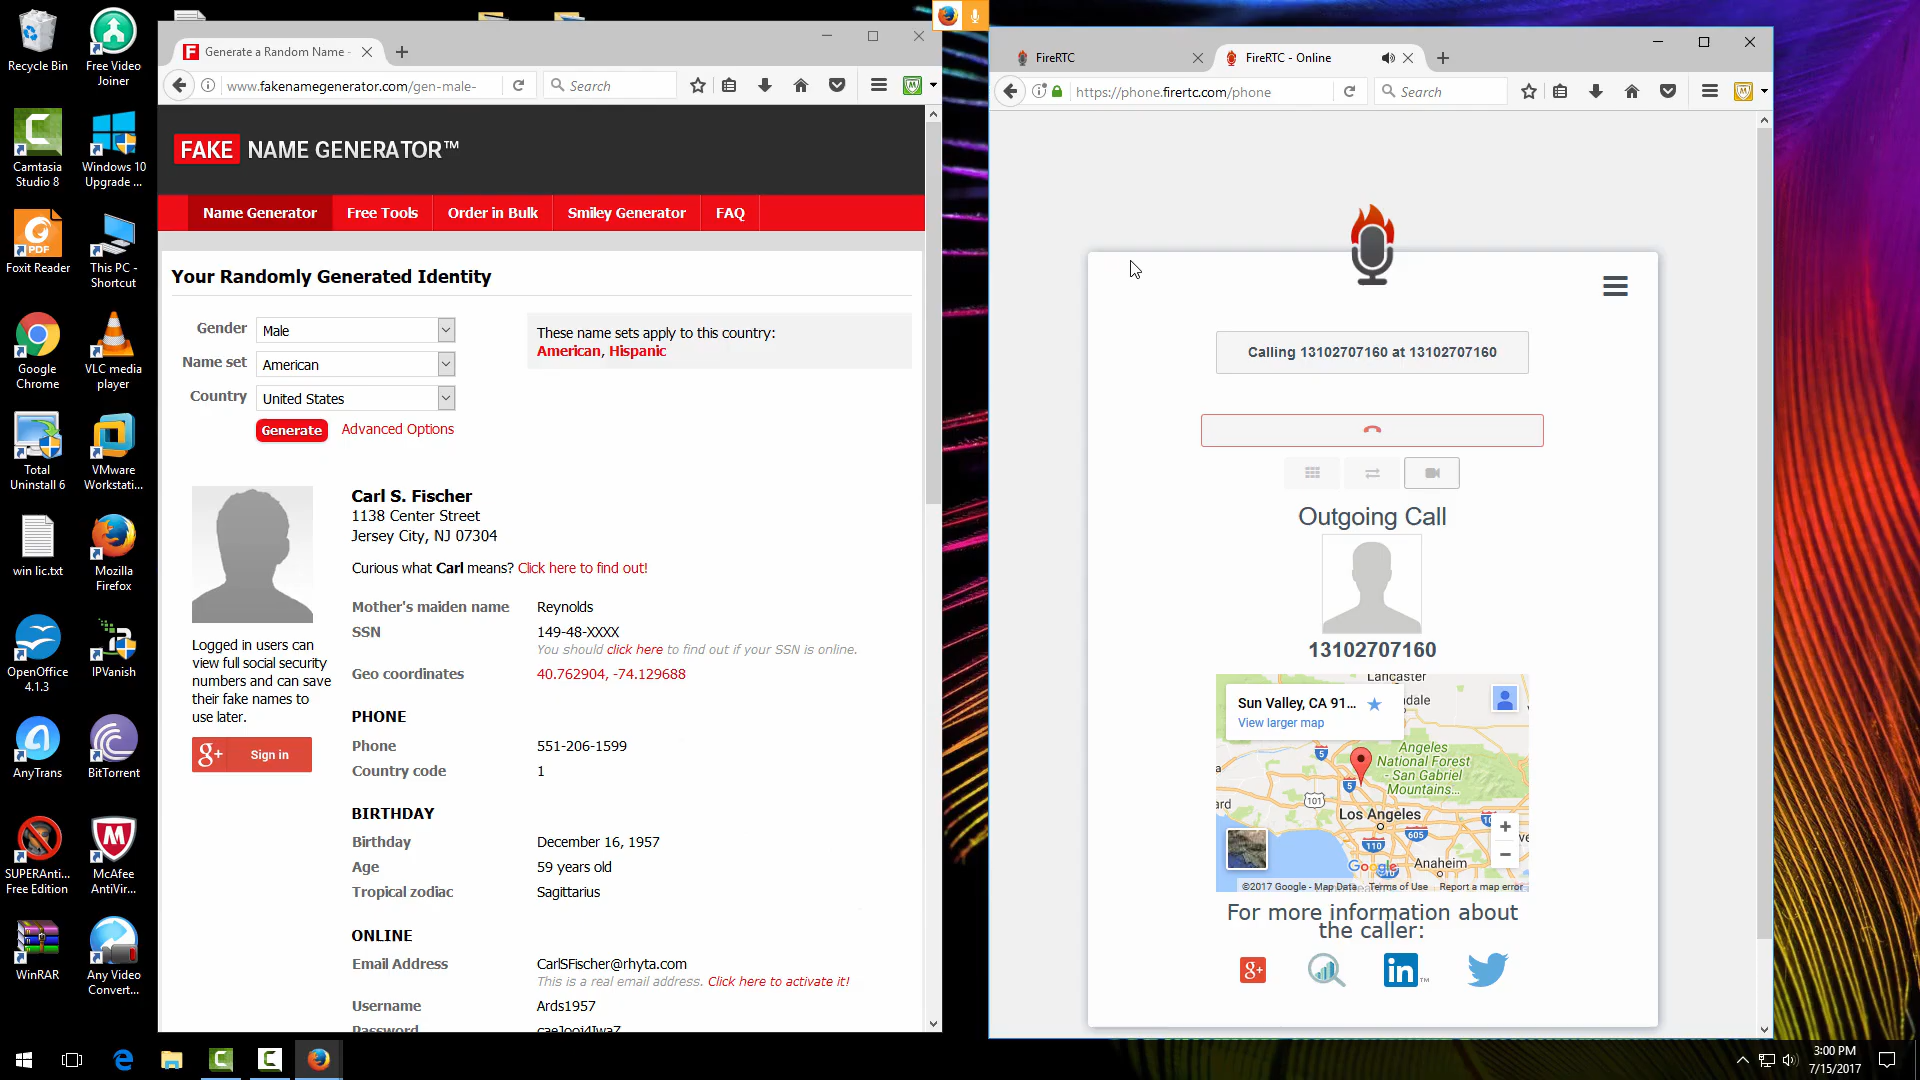 Recycle Bin
Free Video
Joiner
Camtasia
Studio 8
Windows 10
Upgrade ...
Foxit Reader
This PC -
Shortcut
Google
Chrome
VLC media
player
Total
Uninstall 6
VMware
Workstati...
win lic.txt
Mozilla
Firefox
OpenOffice
4.1.3
IPVanish
AnyTrans
BitTorrent
SUPERAnti...
Free Edition
McAfee
AntiVir...
WinRAR
Any Video
Convert...
Generate a Random Name -
www.fakenamegenerator.com/gen-male-
Search
FAKE NAME GENERATOR™
Name Generator
Free Tools
Order in Bulk
Smiley Generator
FAQ
Your Randomly Generated Identity
Gender
Male
Name set
American
Country
United States
Generate
Advanced Options
These name sets apply to this country:
American, Hispanic
Carl S. Fischer
1138 Center Street
Jersey City, NJ 07304
Curious what Carl means? Click here to find out!
Logged in users can
view full social security
numbers and can save
their fake names to
use later.
g+ Sign in
Mother's maiden name
Reynolds
SSN
149-48-XXXX
You should click here to find out if your SSN is online.
Geo coordinates
40.762904, -74.129688
PHONE
Phone
551-206-1599
Country code
1
BIRTHDAY
Birthday
December 16, 1957
Age
59 years old
Tropical zodiac
Sagittarius
ONLINE
Email Address
CarlSFischer@rhyta.com
This is a real email address. Click here to activate it!
Username
Ards1957
Password
FireRTC
FireRTC - Online
https://phone.firertc.com/phone
Search
Calling 13102707160 at 13102707160
Outgoing Call
13102707160
Sun Valley, CA 91...
View larger map
Lancaster
Angeles
National Forest
- San Gabriel
Mountains...
101
5
5
Los Angeles
605
110
Anaheim
Google
©2017 Google - Map Data
Terms of Use
Report a map error
For more information about
the caller:
g+
in™
3:00 PM
7/15/2017